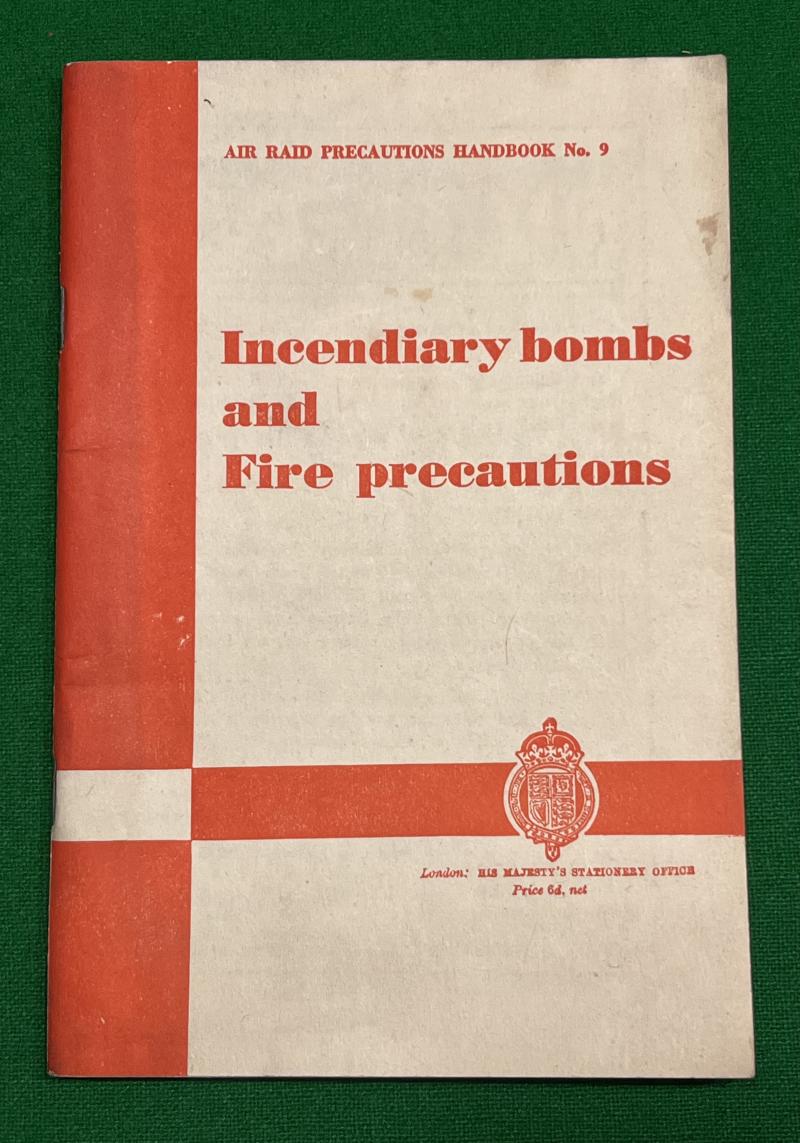 AIR RAID PRECAUTIONS HANDBOOK No. 9
Incendiary bombs
and
Fire precautions
London: HIS MAJESTY'S STATIONERY OFFICE
Price 6d. net